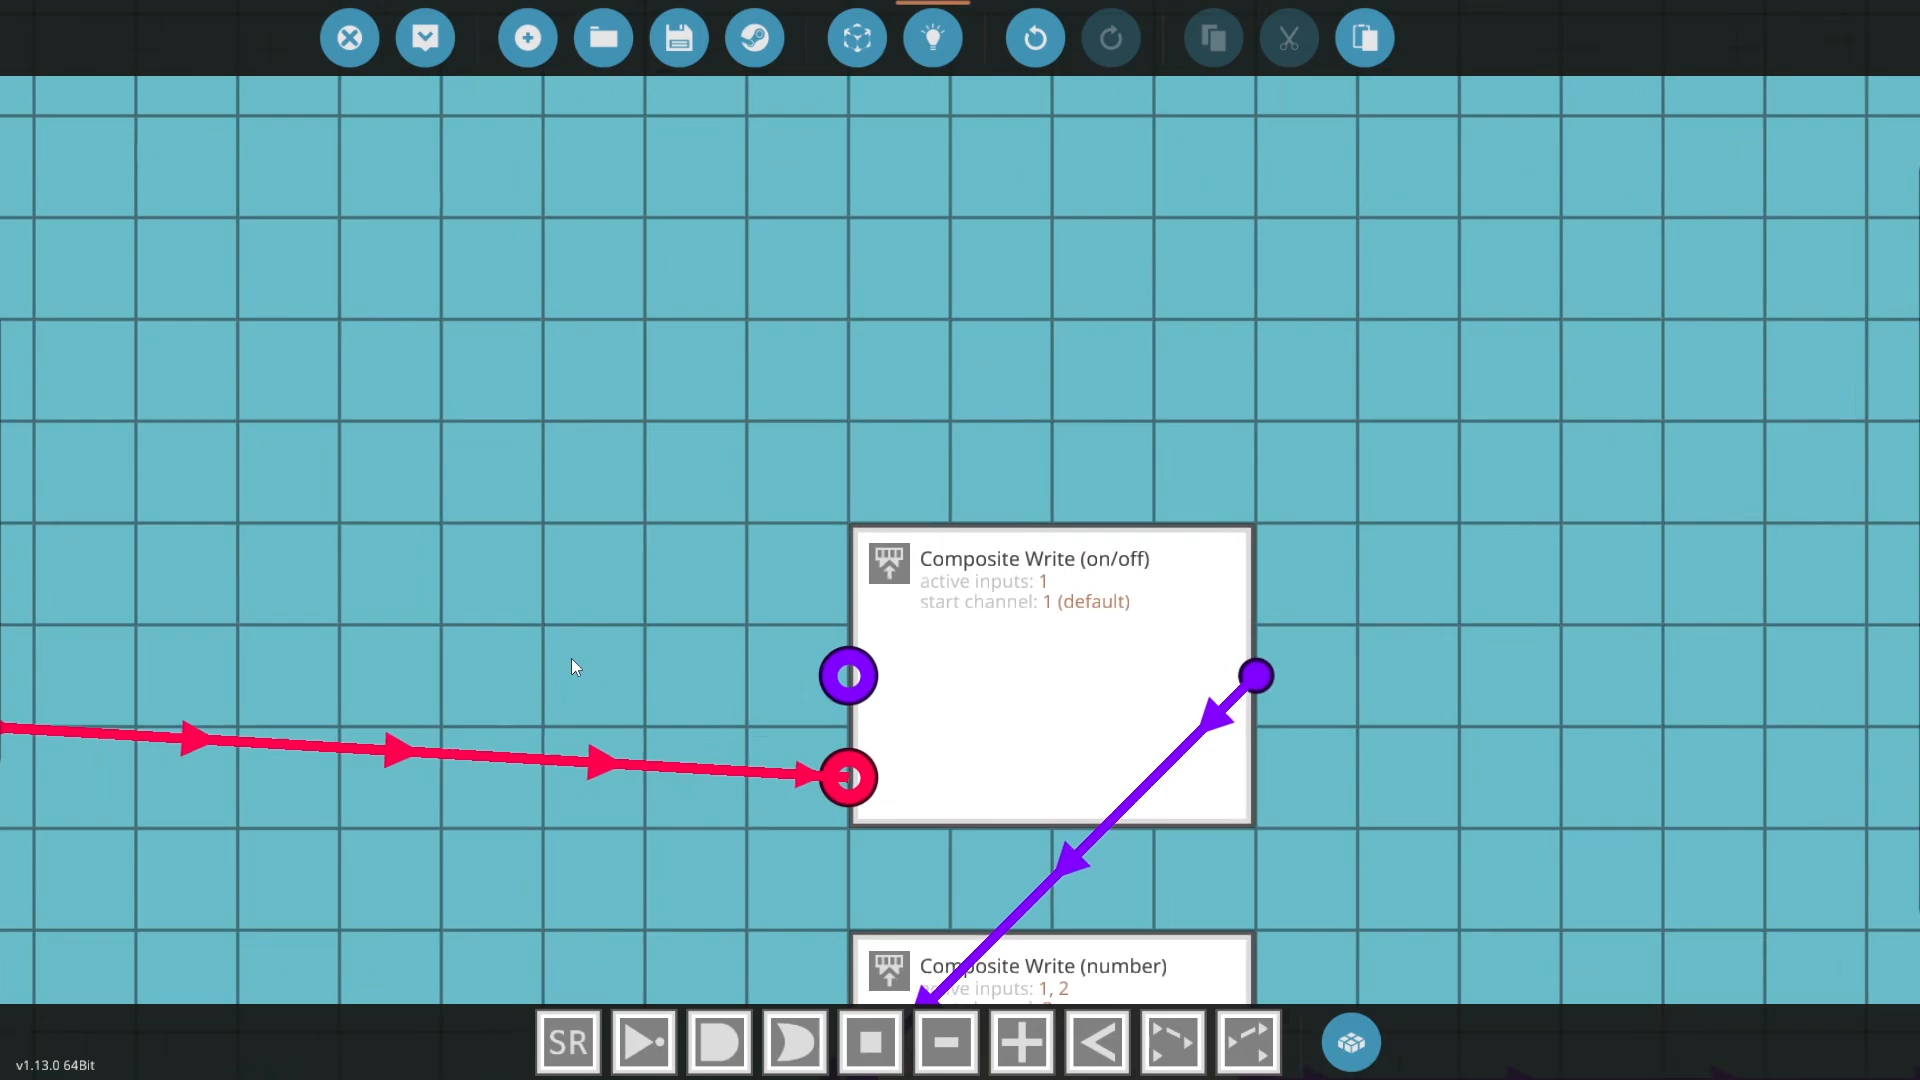 Composite Write (on/off)
active inputs: 1
start channel: 1 (default)
Composite Write (number)
inputs: 1, 2
SR
v1.13.0 64Bit